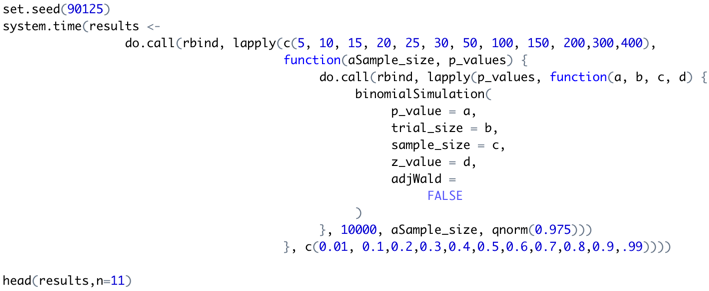 set.seed(90125)
system.time(results <-
do.call(rbind, lapply(c(5, 10, 15, 20, 25, 30, 50, 100, 150, 200,300,400),
function(aSample_size, p_values) {
do.call(rbind, lapply(p_values, function(a, b, c, d) {
binomialSimulation(
p_value = a,
trial_size = b,
sample_size = c,
z_value = d,
adjWald =
FALSE
)
}, 10000, aSample_size, qnorm(0.975)))
}, c(0.01, 0.1,0.2,0.3,0.4,0.5,0.6,0.7,0.8,0.9,.99))))
head(results,n=11)